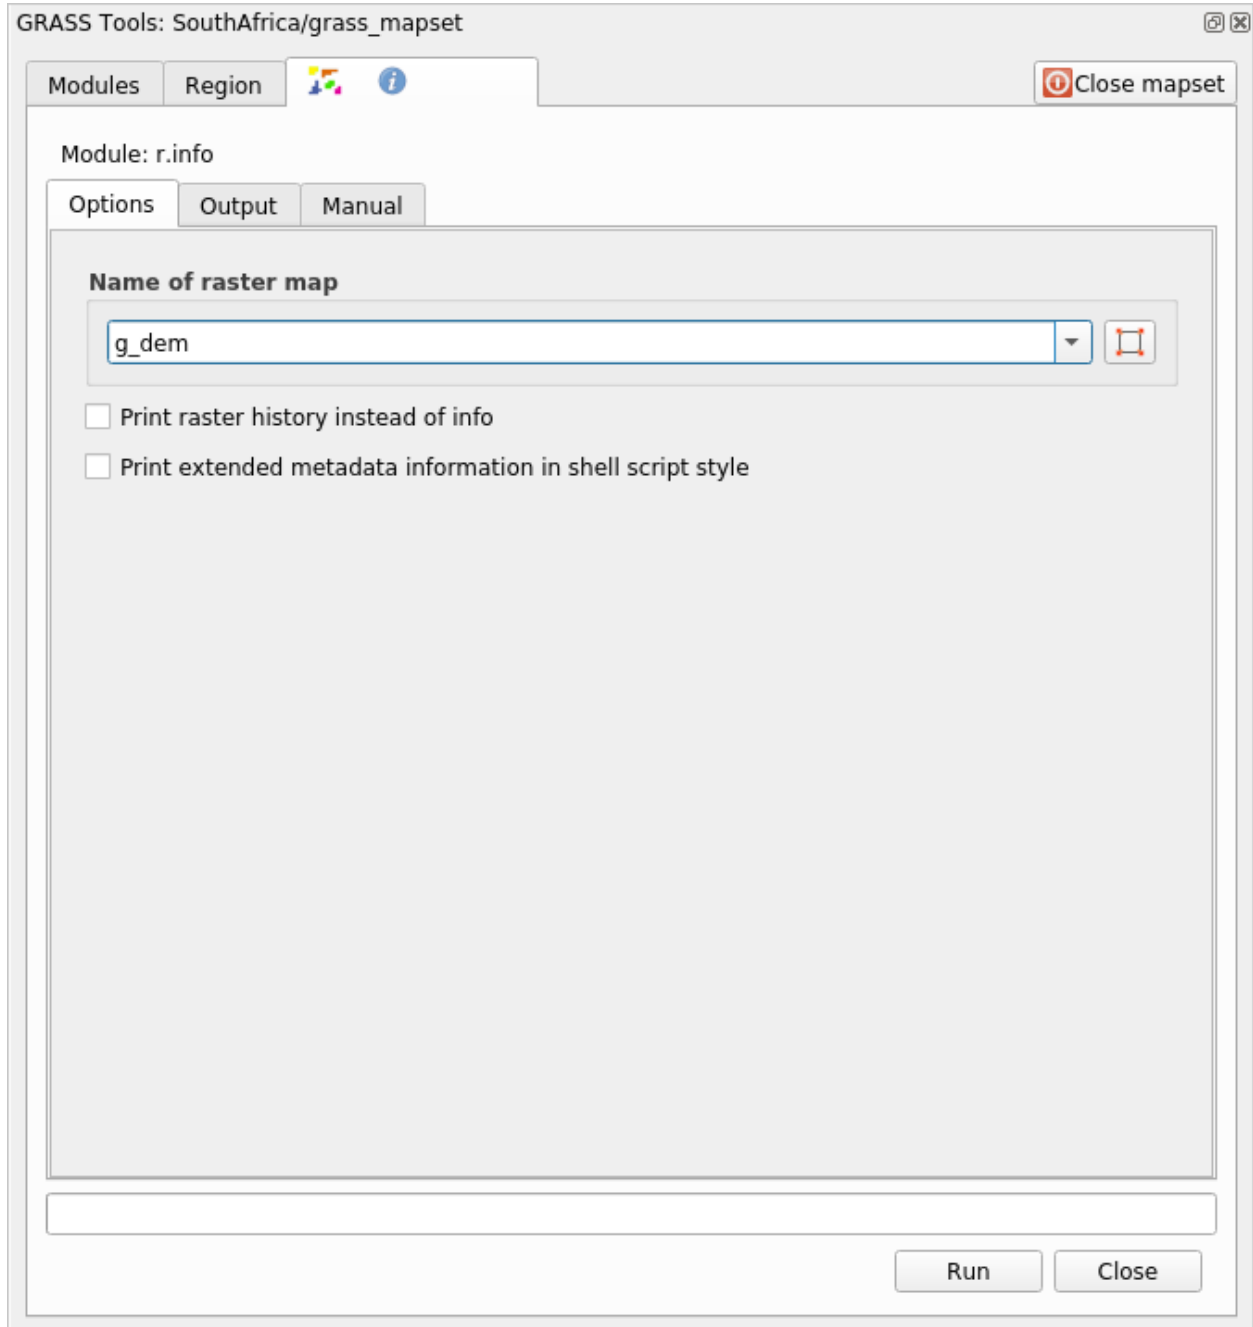 GRASS Tools: SouthAfrica/grass_mapset
Modules Region Close mapset
Module: r.info
Options Output Manual
Name of raster map
g_dem
Print raster history instead of info
Print extended metadata information in shell script style
Run Close